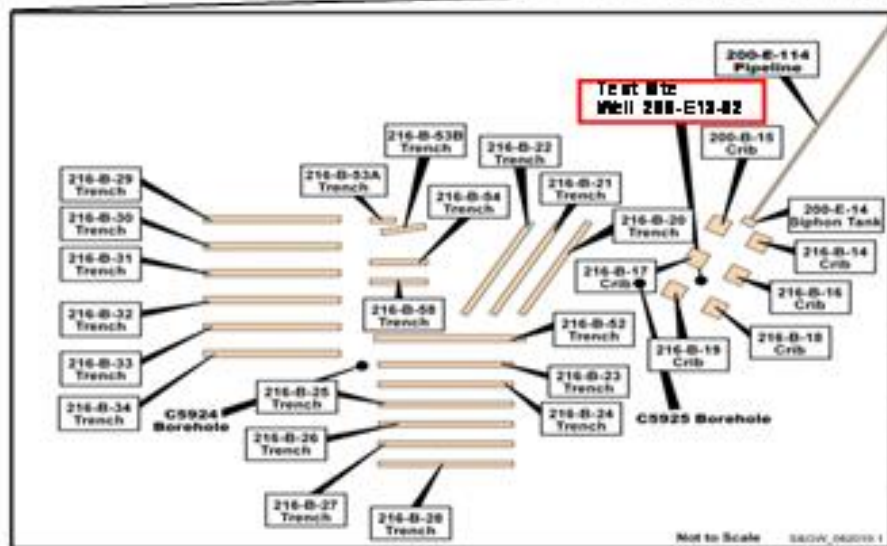 200-E-114
Pipeline
Test Site
Well 299-E13-62
200-B-15
Crib
216-B-53B
Trench
216-B-22
Trench
216-B-53A
Trench
216-B-21
Trench
216-B-29
Trench
216-B-54
Trench
216-B-20
Trench
200-E-14
Siphon Tank
216-B-30
Trench
216-B-14
Crib
216-B-31
Trench
216-B-17
Crib
216-B-16
Crib
216-B-32
Trench
216-B-58
Trench
216-B-52
Trench
216-B-18
Crib
216-B-33
Trench
216-B-19
Crib
216-B-23
Trench
216-B-34
Trench
216-B-25
Trench
216-B-24
Trench
C5924
Borehole
C5925 Borehole
216-B-26
Trench
216-B-27
Trench
216-B-28
Trench
Not to Scale